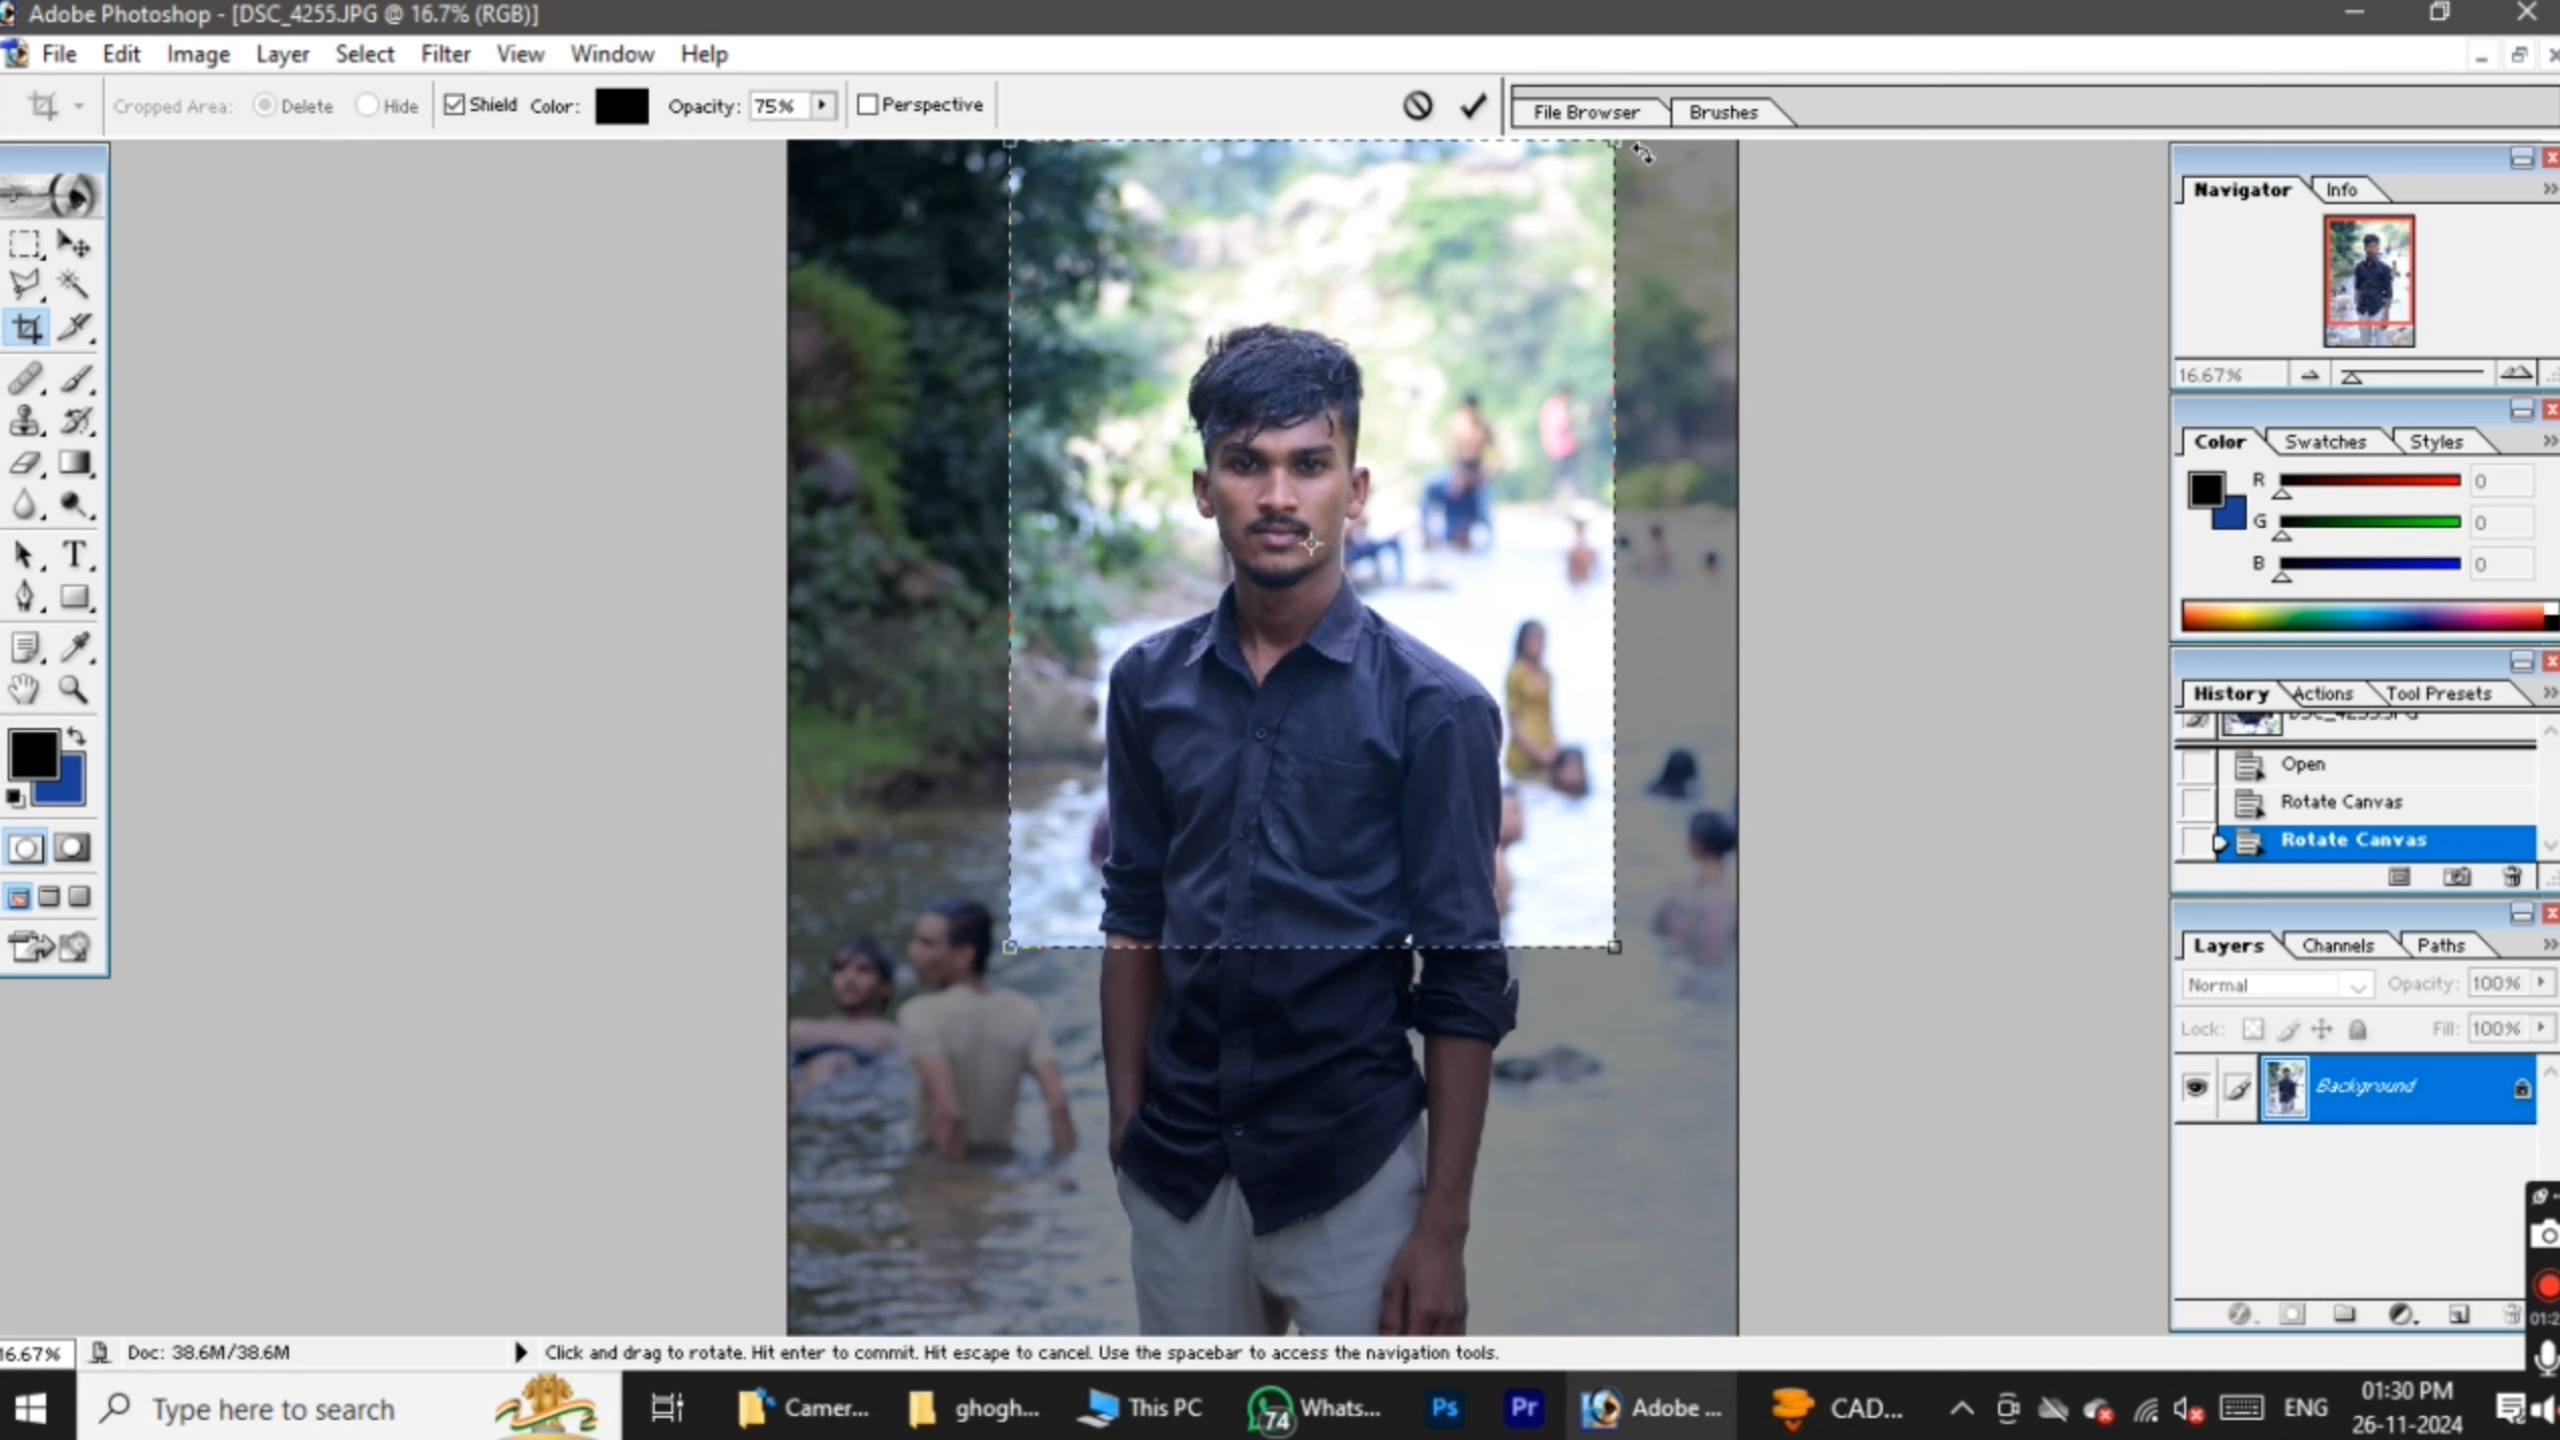 Adobe Photoshop - [DSC_4255.JPG @ 16.7% (RGB)]
File Edit Image Layer Select Filter View Window Help
Cropped Area: Delete Hide Shield Color: Opacity: 75% Perspective
File Browser Brushes
Navigator Info
16.67%
Color Swatches Styles
R 0
G 0
B 0
History Actions Tool Presets
DSC_4255.JPG
Open
Rotate Canvas
Rotate Canvas
Layers Channels Paths
Normal Opacity: 100%
Lock: Fill: 100%
Background
T
16.67% Doc: 38.6M/38.6M Click and drag to rotate. Hit enter to commit. Hit escape to cancel. Use the spacebar to access the navigation tools.
Type here to search Camer... ghogh... This PC 74 Whats... Ps Pr Adobe ... CAD... ENG 01:30 PM
26-11-2024